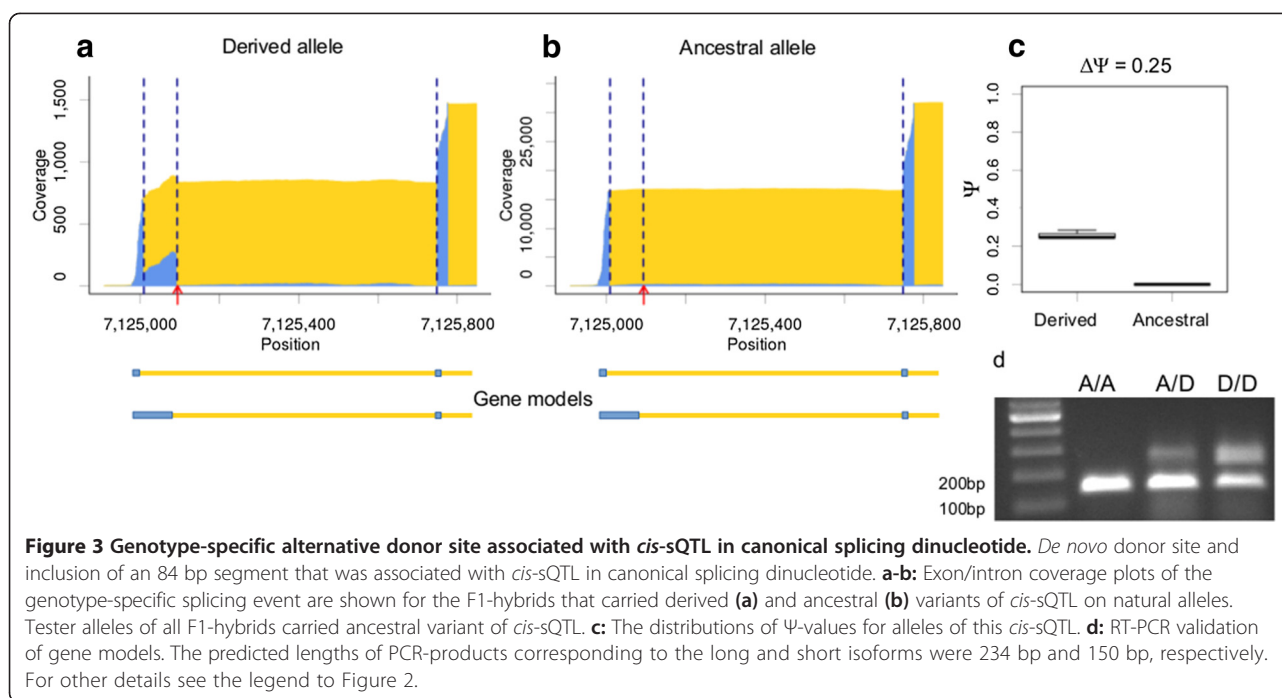 a
Derived allele
Coverage
0
500
1,000
1,500
7,125,000
7,125,400
7,125,800
Position
b
Ancestral allele
Coverage
0
10,000
25,000
7,125,000
7,125,400
7,125,800
Position
Gene models
c
ΔΨ = 0.25
Ψ
0.0
0.2
0.4
0.6
0.8
1.0
Derived
Ancestral
d
A/A
A/D
D/D
200bp
100bp
Figure 3 Genotype-specific alternative donor site associated with cis-sQTL in canonical splicing dinucleotide. De novo donor site and
inclusion of an 84 bp segment that was associated with cis-sQTL in canonical splicing dinucleotide. a-b: Exon/intron coverage plots of the
genotype-specific splicing event are shown for the F1-hybrids that carried derived (a) and ancestral (b) variants of cis-sQTL on natural alleles.
Tester alleles of all F1-hybrids carried ancestral variant of cis-sQTL. c: The distributions of Ψ-values for alleles of this cis-sQTL. d: RT-PCR validation
of gene models. The predicted lengths of PCR-products corresponding to the long and short isoforms were 234 bp and 150 bp, respectively.
For other details see the legend to Figure 2.